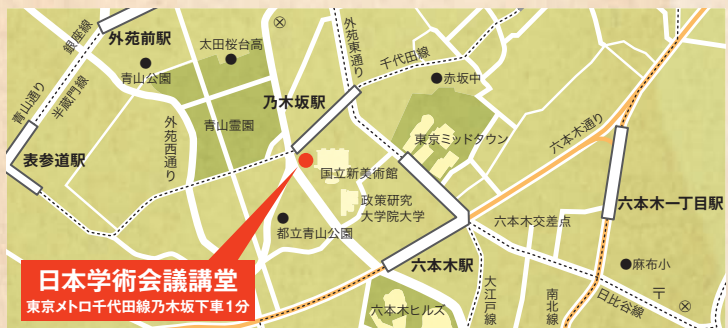 外苑前駅
銀座線
太田桜台高
外苑東通り
千代田線
青山公園
赤坂中
乃木坂駅
青山通り
半蔵門線
外苑西通り
青山霊園
東京ミッドタウン
六本木通り
表参道駅
国立新美術館
政策研究
大学院大学
六本木一丁目駅
都立青山公園
六本木交差点
日本学術会議講堂
東京メトロ千代田線乃木坂下車1分
六本木駅
麻布小
大江戸線
南北線
日比谷線
六本木ヒルズ
〒